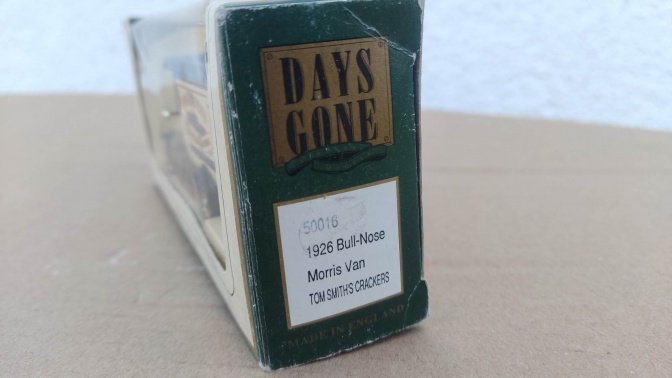 DAYS
GONE
50016
1926 Bull-Nose
Morris Van
TOM SMITH'S CRACKERS
MADE IN ENGLAND